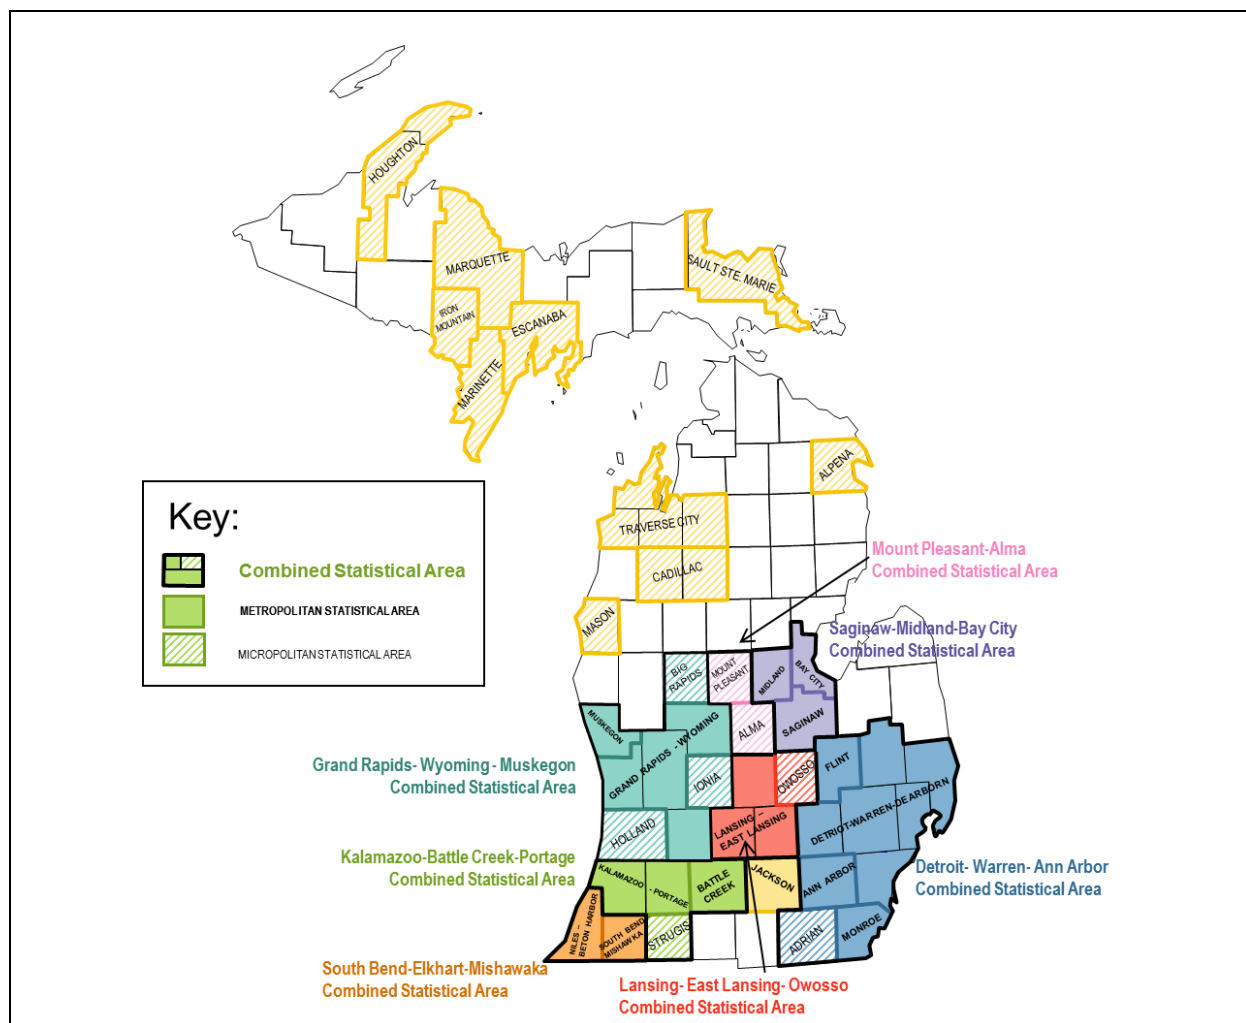 HOUGHTON
MARQUETTE
SAULT STE. MARIE
IRON
MOUNTAIN
ESCANABA
MARINETTE
ALPENA
TRAVERSE CITY
CADILLAC
MASON
Key:
Combined Statistical Area
METROPOLITAN STATISTICAL AREA
MICROPOLITAN STATISTICAL AREA
Mount Pleasant-Alma
Combined Statistical Area
Saginaw-Midland-Bay City
Combined Statistical Area
BIG
RAPIDS
MOUNT
PLEASANT
MIDLAND
BAY CITY
MUSKEGON
GRAND RAPIDS - WYOMING
ALMA
SAGINAW
Grand Rapids- Wyoming - Muskegon
Combined Statistical Area
IONIA
OWOSSO
FLINT
HOLLAND
LANSING –
EAST LANSING
DETRIOT-WARREN-DEARBORN
Kalamazoo-Battle Creek-Portage
Combined Statistical Area
KALAMAZOO
- PORTAGE
BATTLE
CREEK
JACKSON
ANN ARBOR
Detroit- Warren- Ann Arbor
Combined Statistical Area
NILES –
BETON HARBOR
SOUTH BEND
MISHAWKA
STRUGIS
ADRIAN
MONROE
South Bend-Elkhart-Mishawaka
Combined Statistical Area
Lansing- East Lansing- Owosso
Combined Statistical Area